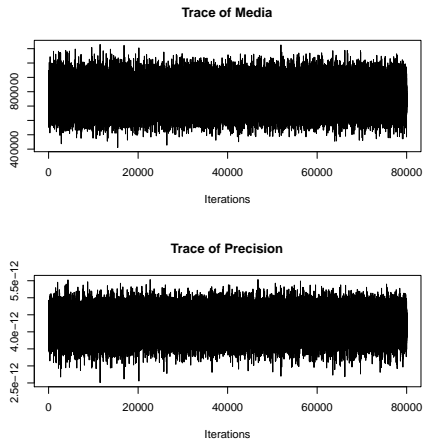 Trace of Media
800000
400000
0 20000 40000 60000 80000
Iterations
Trace of Precision
5.5e−12
4.0e−12
2.5e−12
0 20000 40000 60000 80000
Iterations